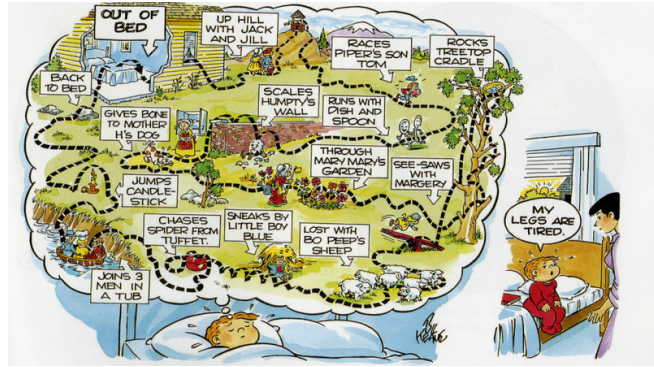 OUT OF
BED
UP HILL
WITH JACK
AND JILL
RACES
PIPER'S SON
TOM
ROCKS
TREETOP
CRADLE
BACK
TO BED
GIVES BONE
TO MOTHER
H'S DOG
SCALES
HUMPTY'S
WALL
RUNS WITH
DISH AND
SPOON
THROUGH
MARY MARY'S
GARDEN
SEE-SAWS
WITH
MARGERY
JUMPS
CANDLE-
STICK
CHASES
SPIDER FROM
TUFFET.
SNEAKS BY
LITTLE BOY
BLUE
LOST WITH
BO PEEP'S
SHEEP
JOINS 3
MEN IN
A TUB
MY
LEGS ARE
TIRED.
BIL
KEANE